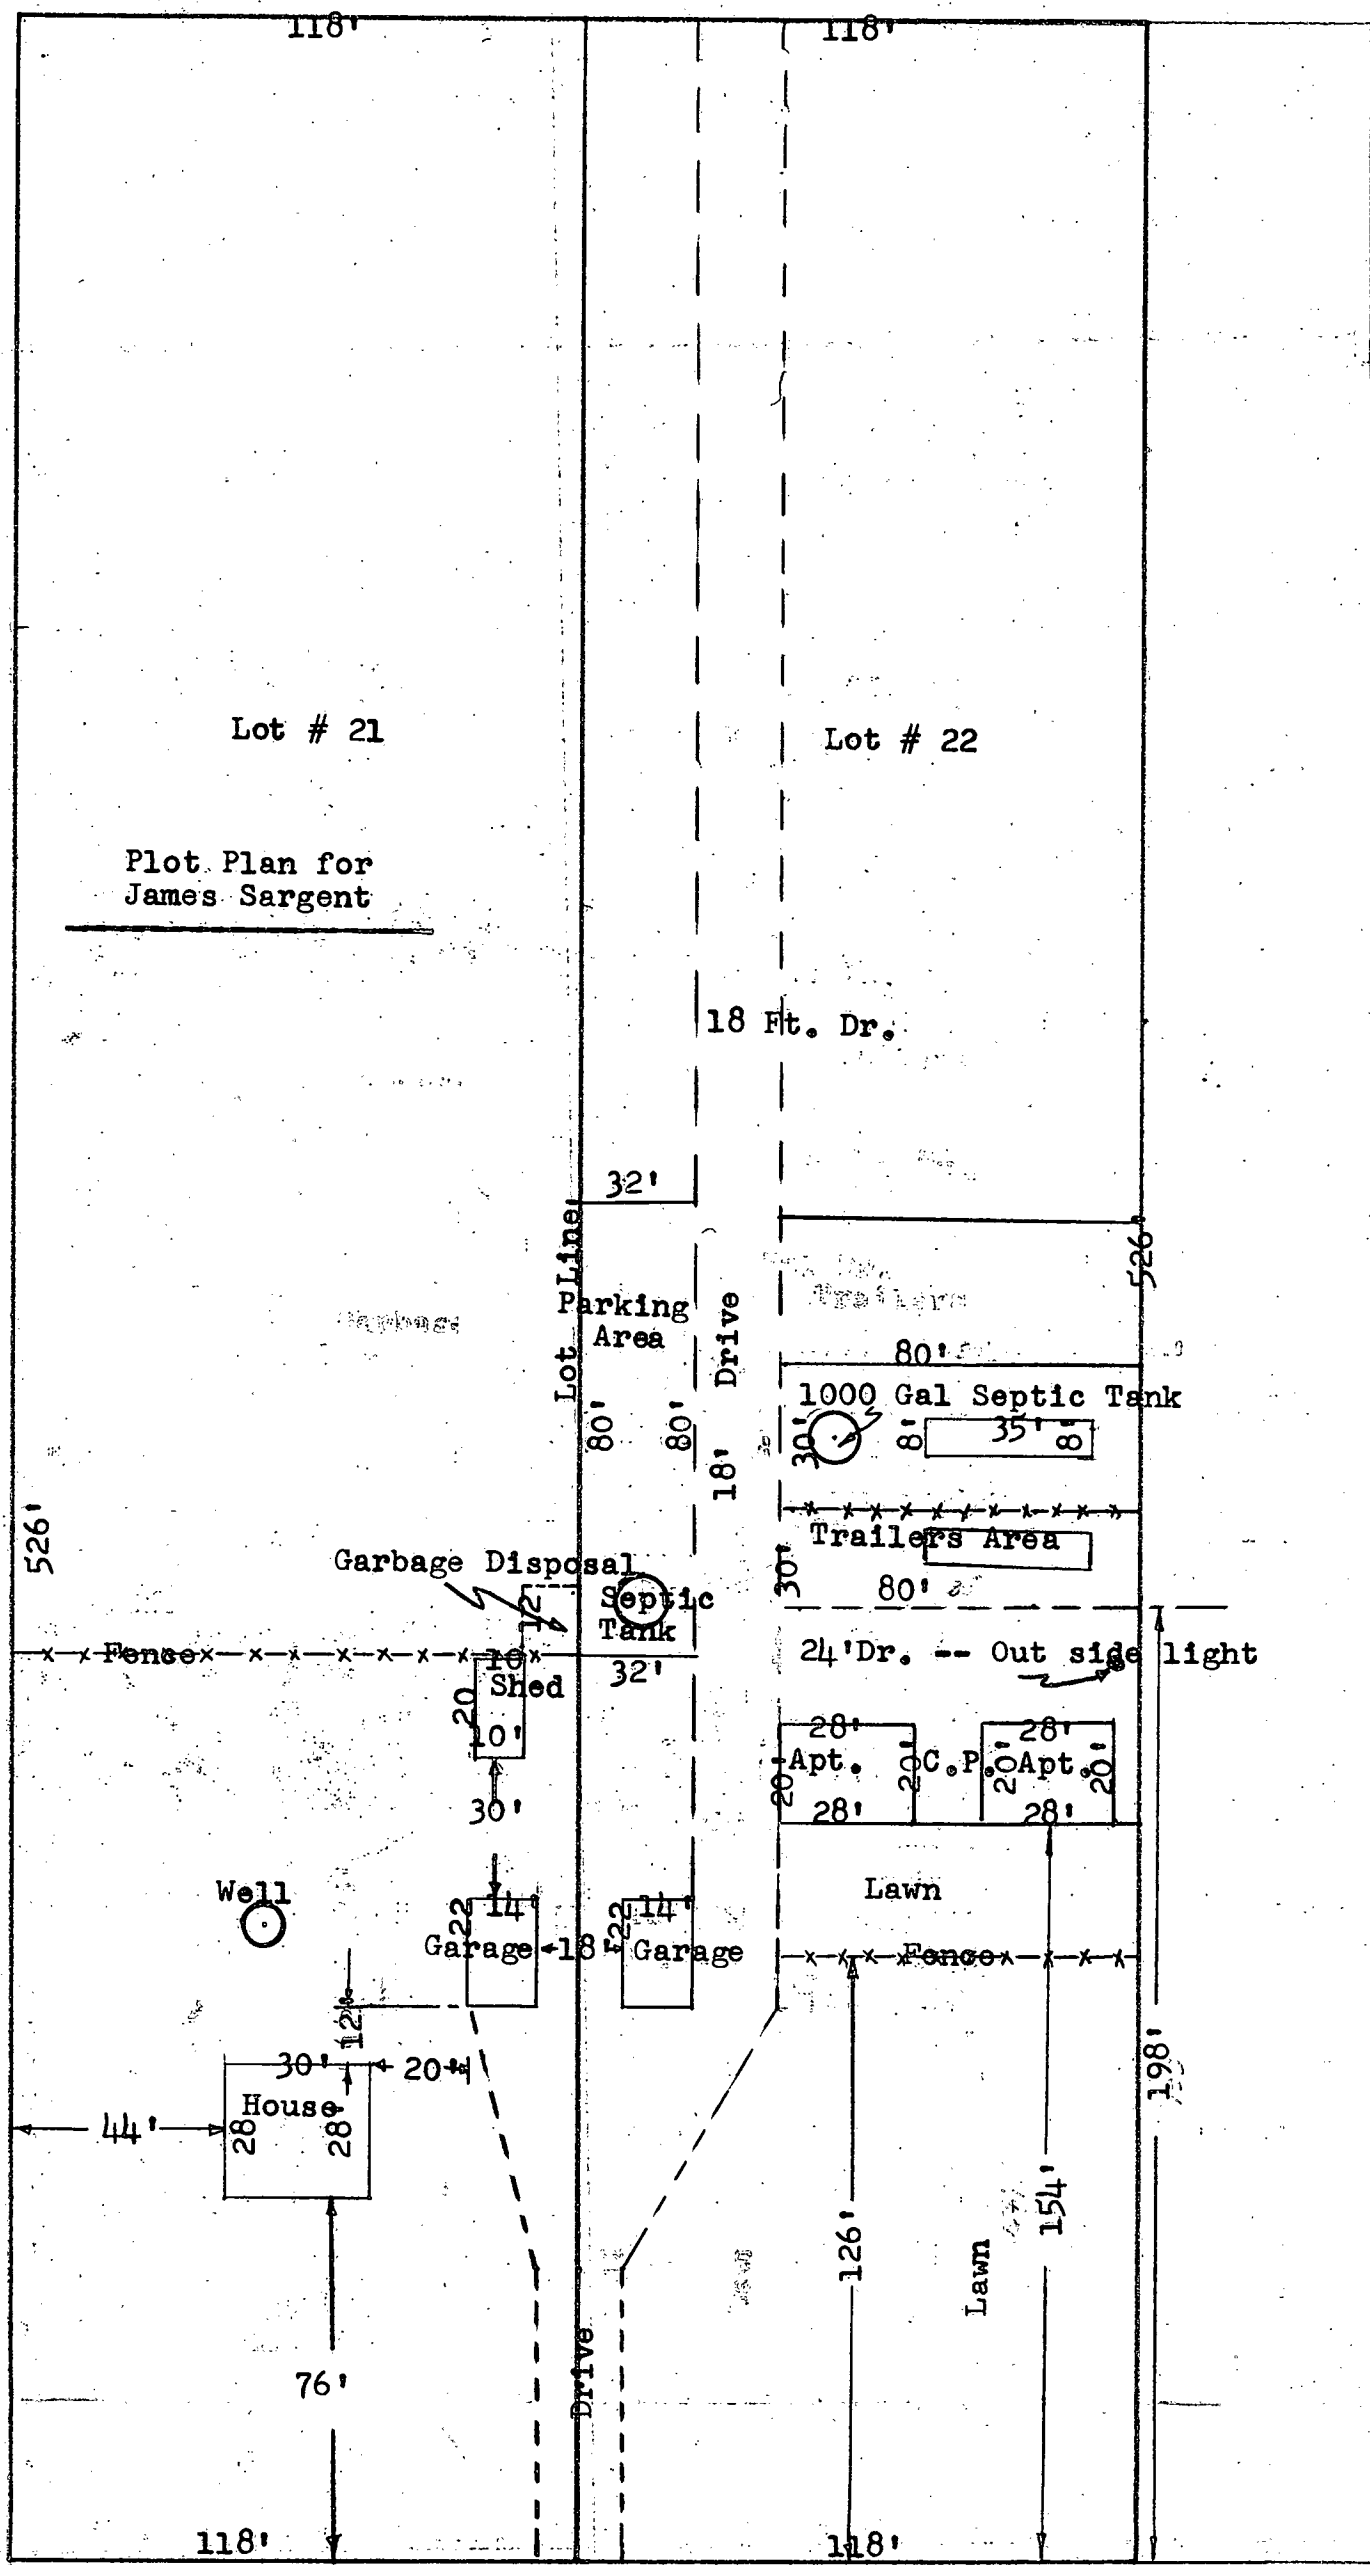 118'
118'
Lot # 21
Lot # 22
Plot Plan for
James Sargent
18 Ft. Dr.
32'
Lot Line
526
Trailers
Parking
Area
Drive
80'
80'
80'
18'
1000 Gal Septic Tank
30'
8'
35'
8'
526'
Trailers Area
Garbage Disposal
30'
80'
12
Septic
Tank
Fence
10
32'
24'Dr. -- Out side light
Shed
20
10'
28'
28'
Apt.
C.P.
Apt.
20
20'
20'
20'
28'
28'
30'
Well
Lawn
22
14'
22
14'
Garage
18'
Garage
Fence
12'
30'
20'
House
44'
28
28'
198'
154'
126'
Lawn
Drive
76'
118'
118'